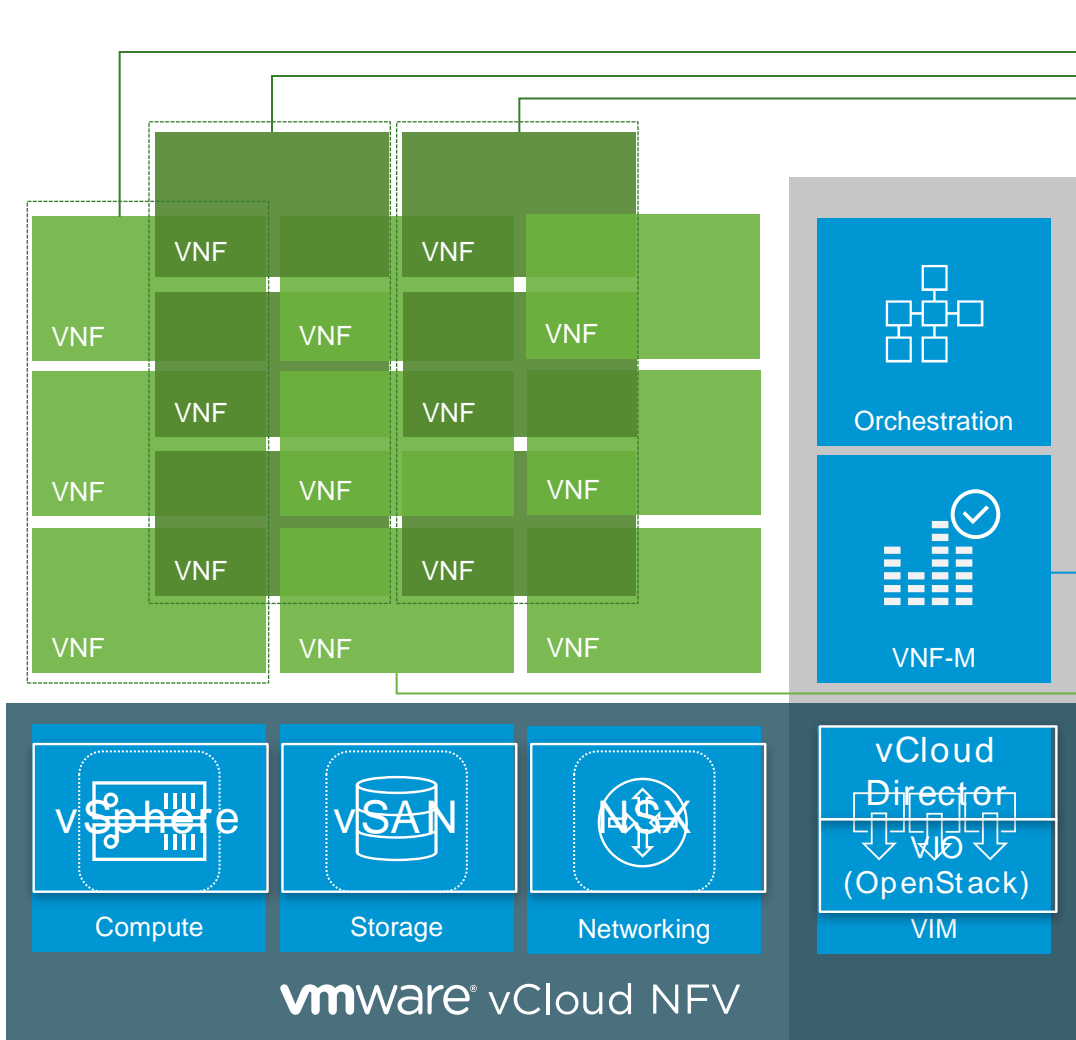 VNF VNF
VNF VNF VNF
VNF VNF
VNF VNF VNF
VNF VNF
VNF VNF VNF
Orchestration
VNF-M
vSphere
Compute
vSAN
Storage
NSX
Networking
vCloud
Director
VIO
(OpenStack)
VIM
vmware® vCloud NFV